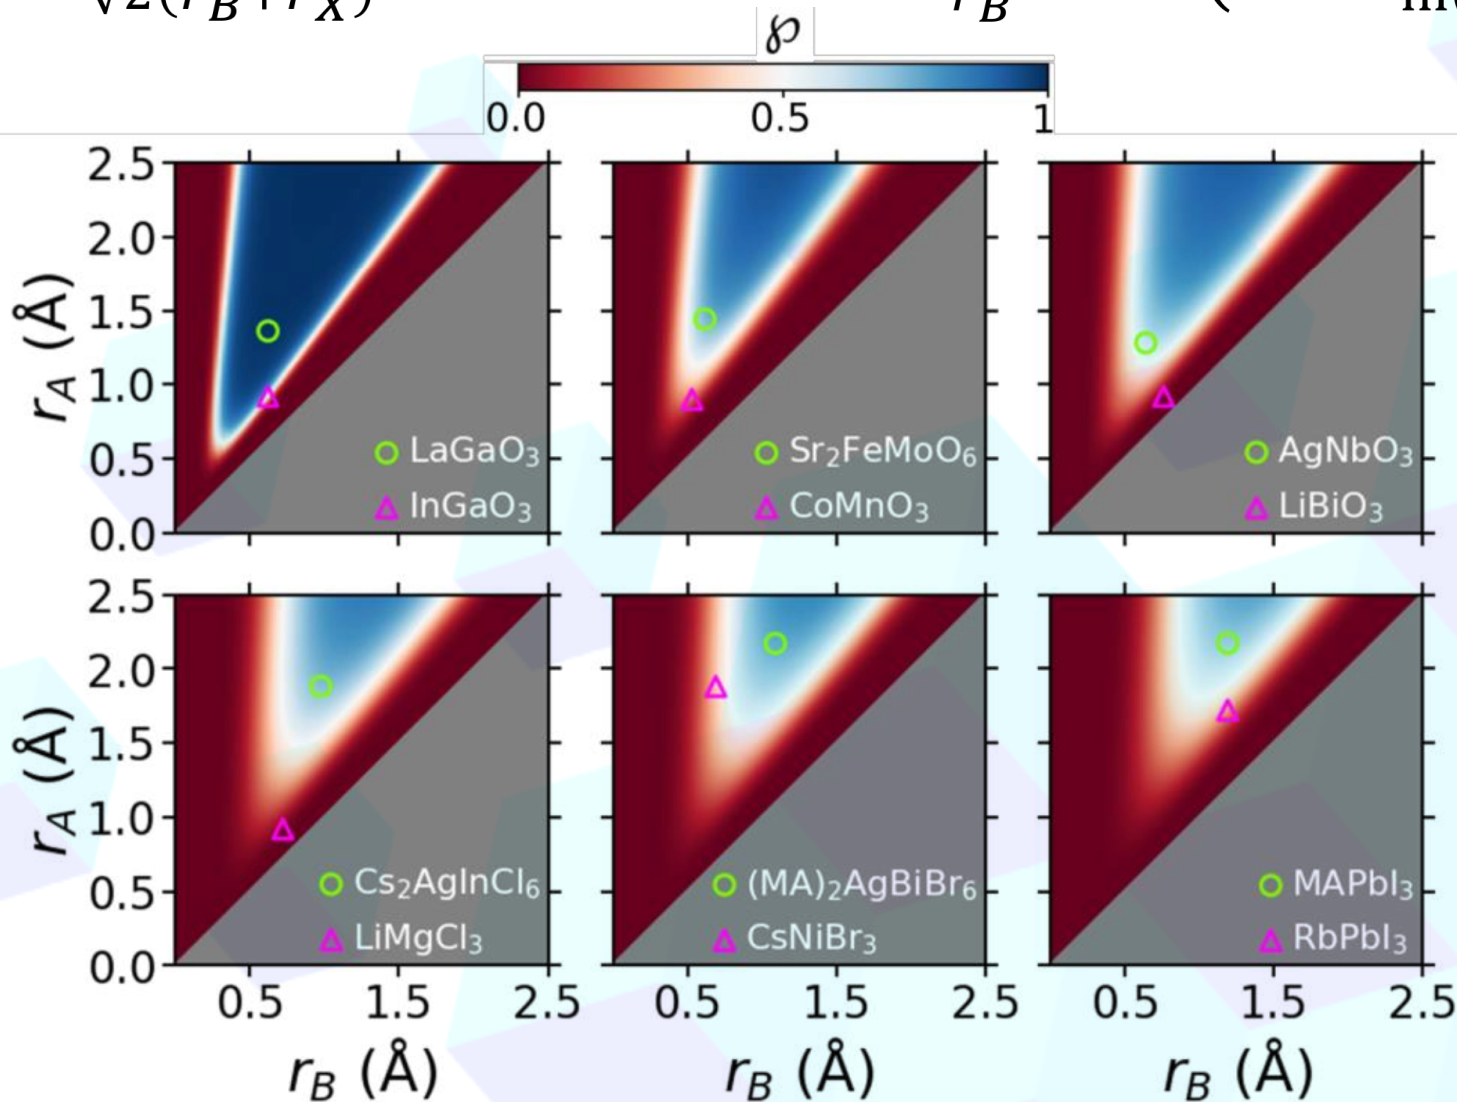 ℘
0.0 0.5 1
2.5
2.0
1.5
1.0
0.5
0.0
r_A (Å)
LaGaO₃
InGaO₃
Sr₂FeMoO₆
CoMnO₃
AgNbO₃
LiBiO₃
2.5
2.0
1.5
1.0
0.5
0.0
r_A (Å)
Cs₂AgInCl₆
LiMgCl₃
(MA)₂AgBiBr₆
CsNiBr₃
MAPbI₃
RbPbI₃
0.5 1.5 2.5 0.5 1.5 2.5 0.5 1.5 2.5
r_B (Å) r_B (Å) r_B (Å)